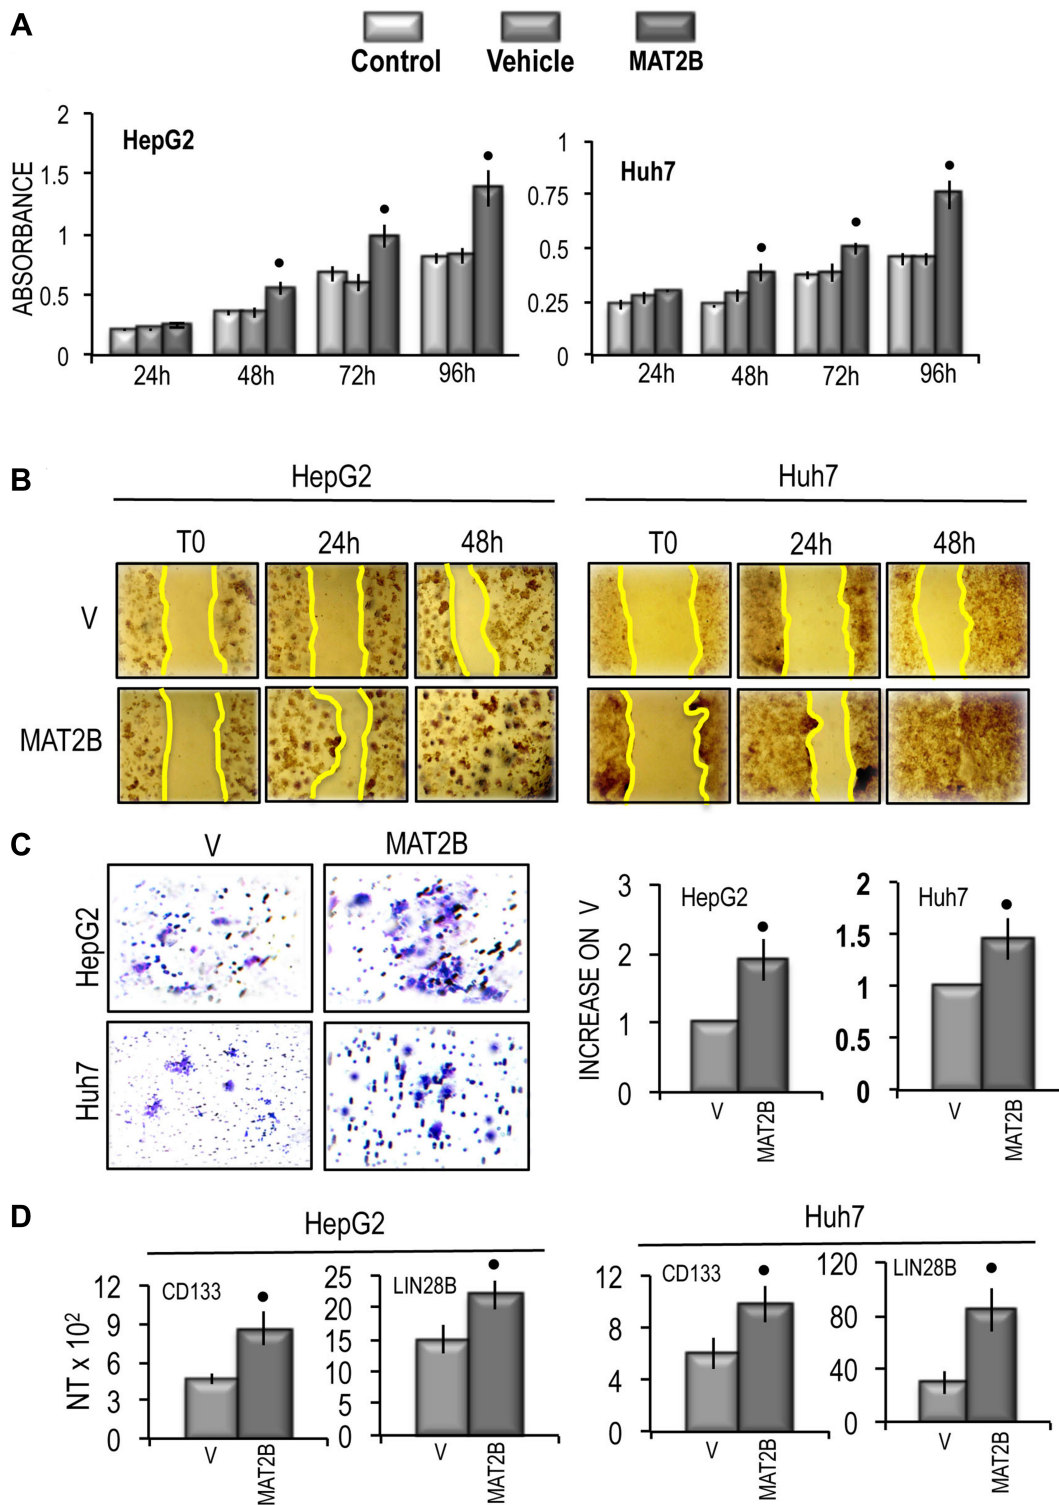 A
Control Vehicle MAT2B
HepG2
ABSORBANCE
2
1.5
1
0.5
0
24h 48h 72h 96h
Huh7
1
0.75
0.5
0.25
0
24h 48h 72h 96h
B
HepG2 Huh7
T0 24h 48h T0 24h 48h
V
MAT2B
C
V MAT2B
HepG2
Huh7
INCREASE ON V
3
2
1
0
HepG2
V MAT2B
2
1.5
1
0.5
0
Huh7
V MAT2B
D
HepG2
NT x 10²
12
9
6
3
0
CD133
V MAT2B
25
20
15
10
5
0
LIN28B
V MAT2B
Huh7
12
8
4
0
CD133
V MAT2B
120
80
40
0
LIN28B
V MAT2B